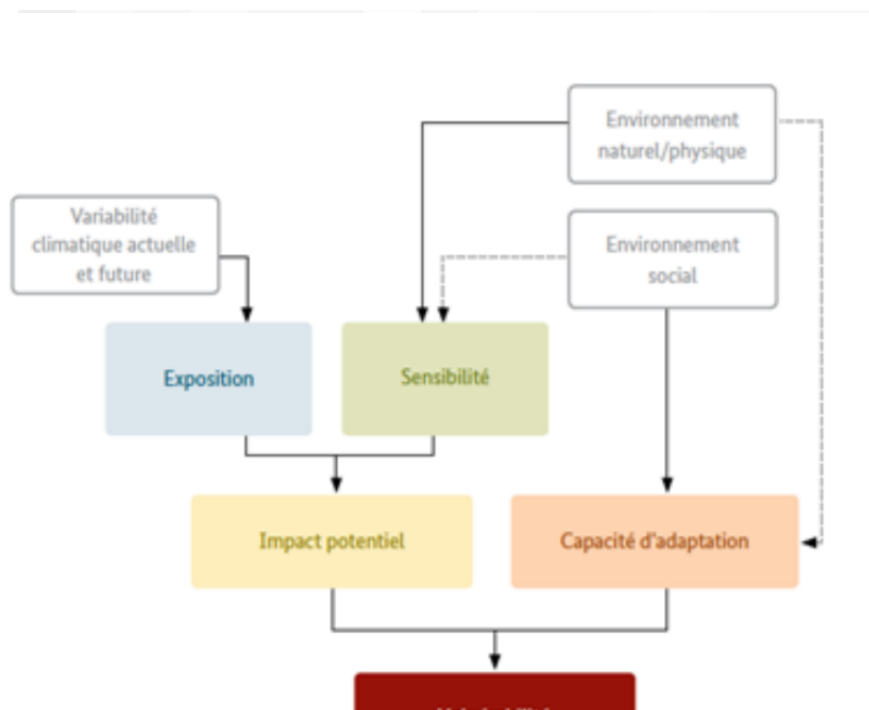 Environnement
naturel/physique
Variabilité
climatique actuelle
et future
Environnement
social
Exposition
Sensibilité
Impact potentiel
Capacité d'adaptation